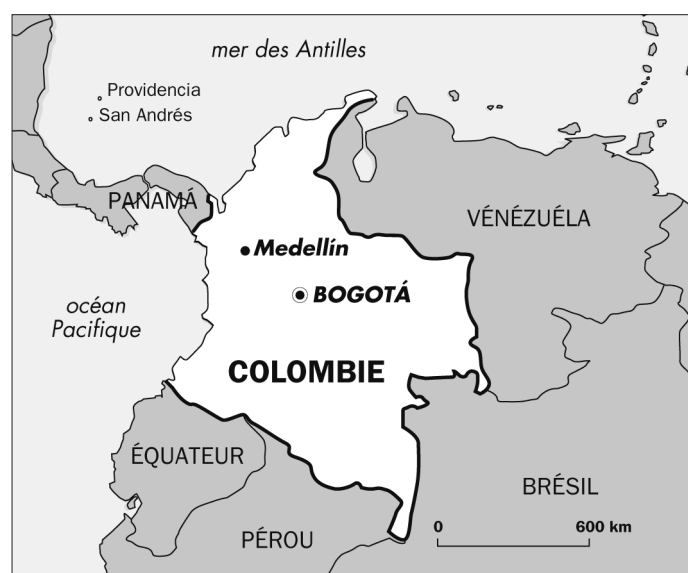 mer des Antilles
Providencia
San Andrés
PANAMÁ
VÉNÉZUÉLA
Medellín
BOGOTÁ
océan
Pacifique
COLOMBIE
ÉQUATEUR
BRÉSIL
PÉROU
0 600 km